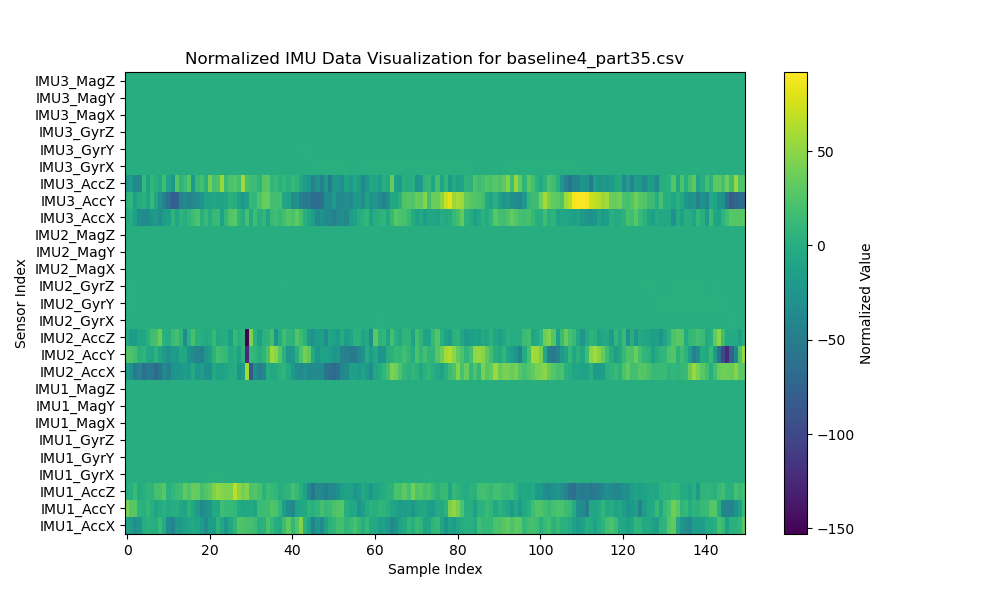 Normalized IMU Data Visualization for baseline4_part35.csv
Sensor Index
IMU3_MagZ
IMU3_MagY
IMU3_MagX
IMU3_GyrZ
IMU3_GyrY
IMU3_GyrX
IMU3_AccZ
IMU3_AccY
IMU3_AccX
IMU2_MagZ
IMU2_MagY
IMU2_MagX
IMU2_GyrZ
IMU2_GyrY
IMU2_GyrX
IMU2_AccZ
IMU2_AccY
IMU2_AccX
IMU1_MagZ
IMU1_MagY
IMU1_MagX
IMU1_GyrZ
IMU1_GyrY
IMU1_GyrX
IMU1_AccZ
IMU1_AccY
IMU1_AccX
0 20 40 60 80 100 120 140
Sample Index
50
0
−50
−100
−150
Normalized Value